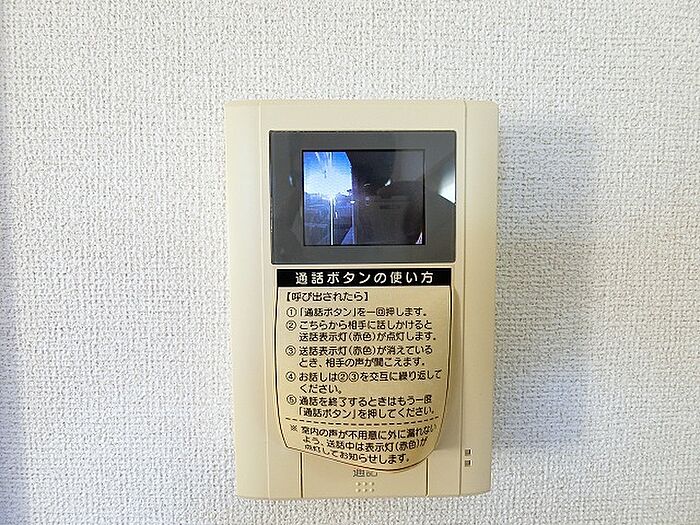 通話ボタンの使い方
【呼び出されたら】
①「通話ボタン」を一回押します。
②こちらから相手に話しかけると
送話表示灯(赤色)が点灯します。
③送話表示灯(赤色)が消えている
とき、相手の声が聞こえます。
④お話しは②③を交互に繰り返して
ください。
⑤通話を終了するときはもう一度
「通話ボタン」を押してください。
※室内の声が不用意に外に漏れない
よう、送話中は表示灯(赤色)が
点灯してお知らせします。
通話